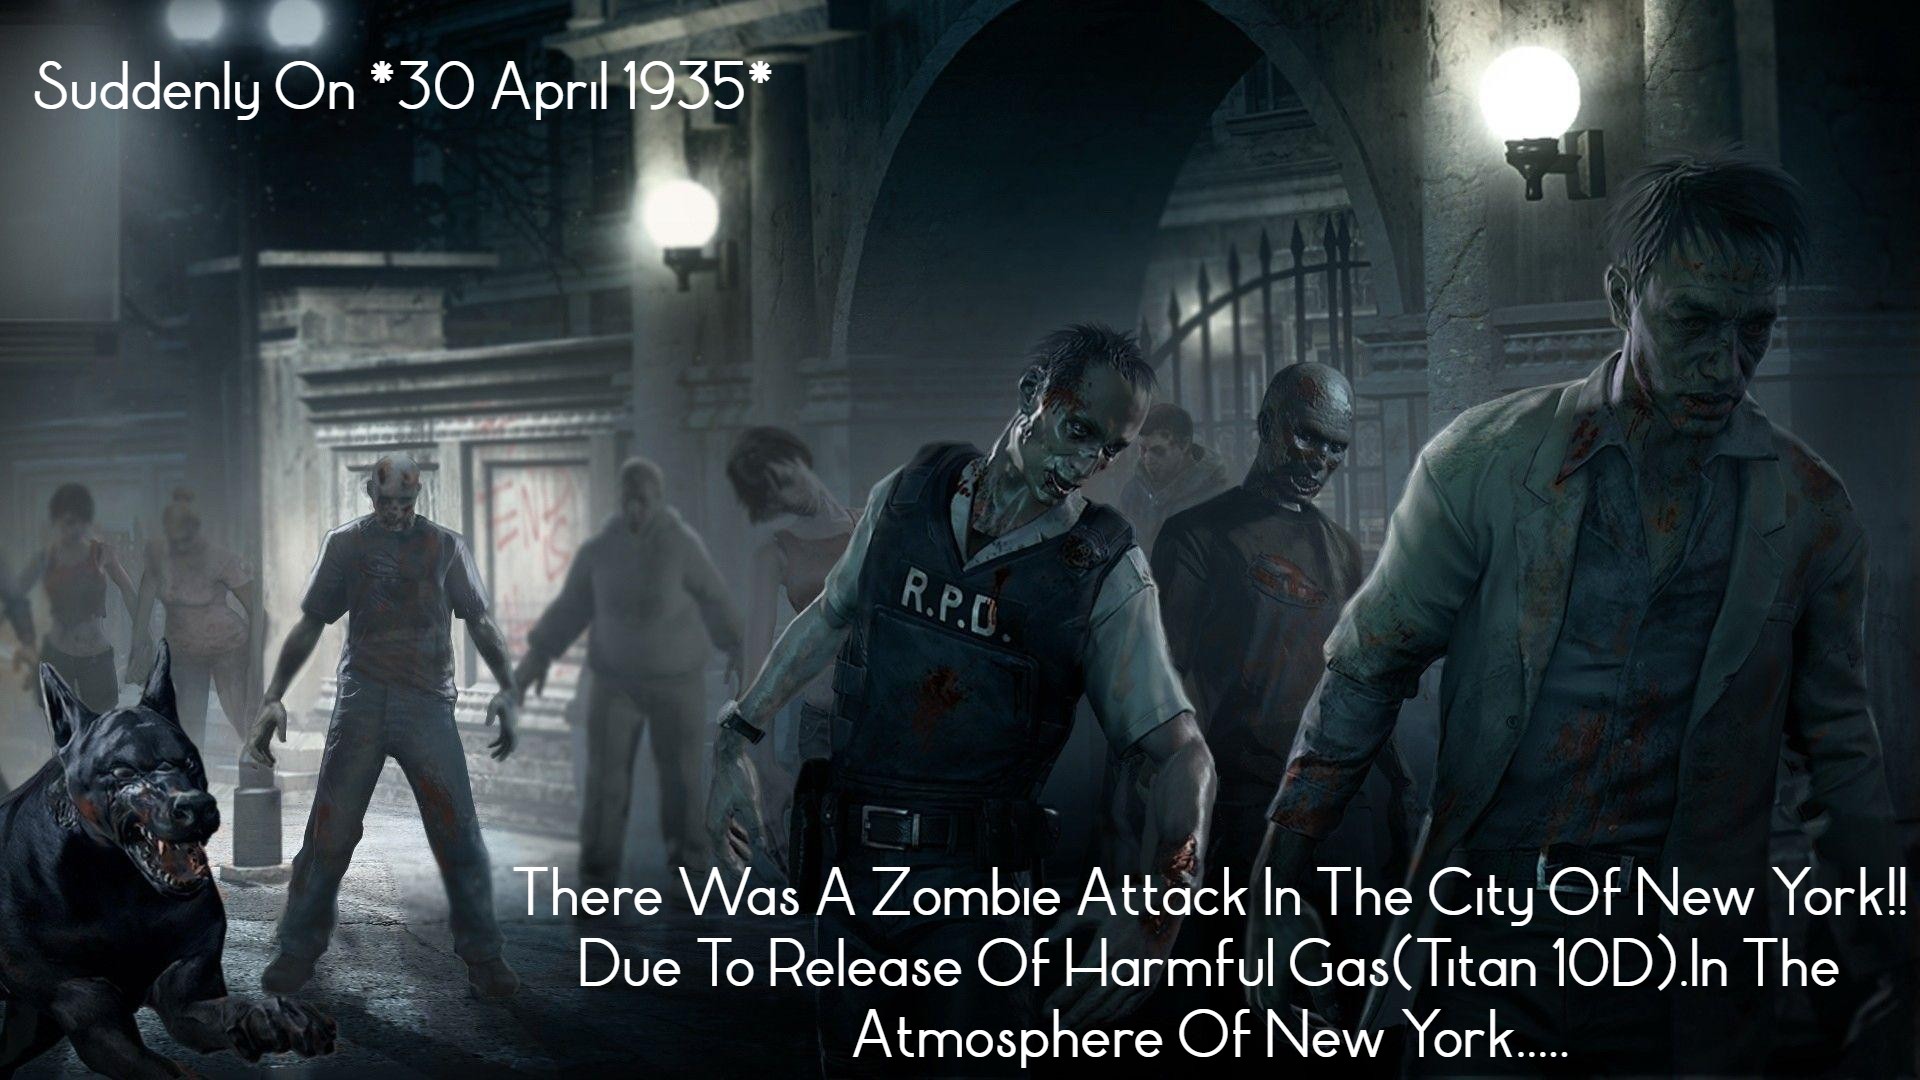 Suddenly On *30 April 1935*
R.P.D.
There Was A Zombie Attack In The City Of New York!!
Due To Release Of Harmful Gas(Titan 10D).In The
Atmosphere Of New York.....